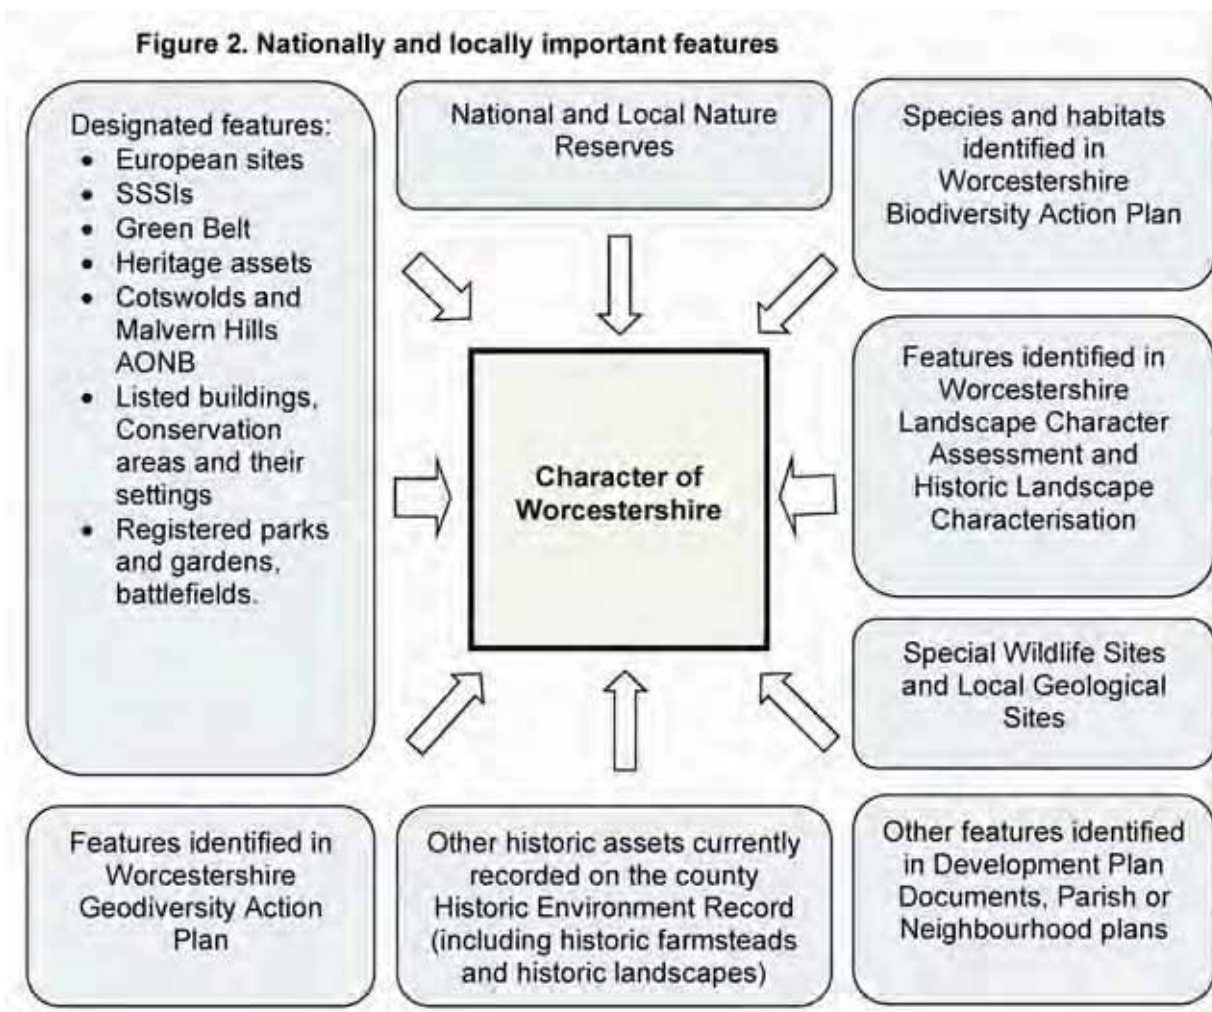 Figure 2. Nationally and locally important features
Designated features:
• European sites
• SSSIs
• Green Belt
• Heritage assets
• Cotswolds and
Malvern Hills
AONB
• Listed buildings,
Conservation
areas and their
settings
• Registered parks
and gardens,
battlefields.
National and Local Nature
Reserves
Species and habitats
identified in
Worcestershire
Biodiversity Action Plan
Features identified in
Worcestershire
Landscape Character
Assessment and
Historic Landscape
Characterisation
Character of
Worcestershire
Special Wildlife Sites
and Local Geological
Sites
Features identified in
Worcestershire
Geodiversity Action
Plan
Other historic assets currently
recorded on the county
Historic Environment Record
(including historic farmsteads
and historic landscapes)
Other features identified
in Development Plan
Documents, Parish or
Neighbourhood plans